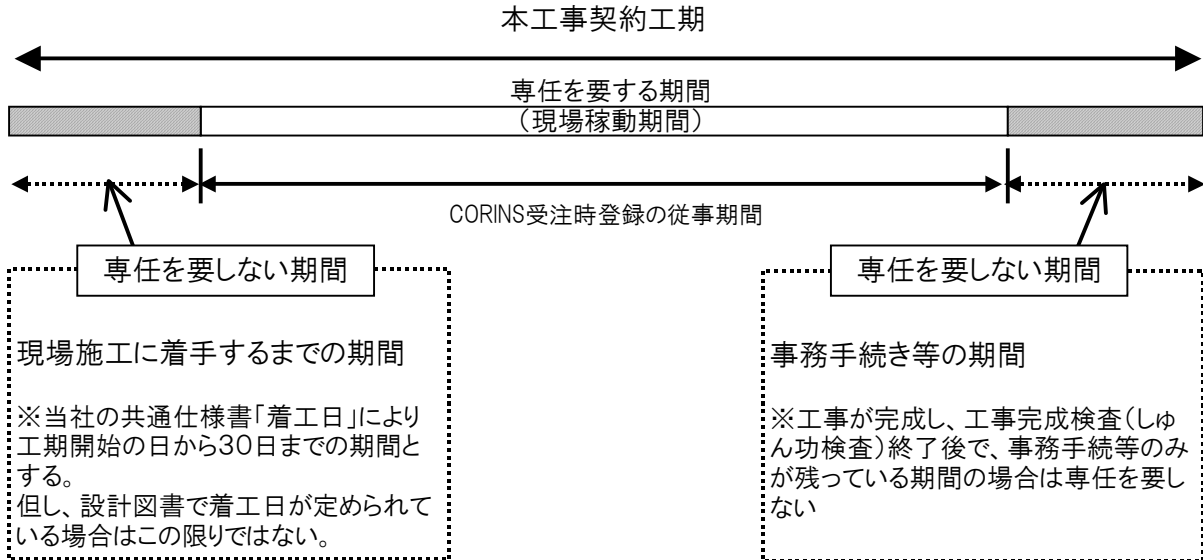 本工事契約工期
専任を要する期間
（現場稼動期間）
CORINS受注時登録の従事期間
専任を要しない期間
現場施工に着手するまでの期間
※当社の共通仕様書「着工日」により
工期開始の日から30日までの期間と
する。
但し、設計図書で着工日が定められて
いる場合はこの限りではない。
専任を要しない期間
事務手続き等の期間
※工事が完成し、工事完成検査（しゅ
ん功検査）終了後で、事務手続等のみ
が残っている期間の場合は専任を要し
ない